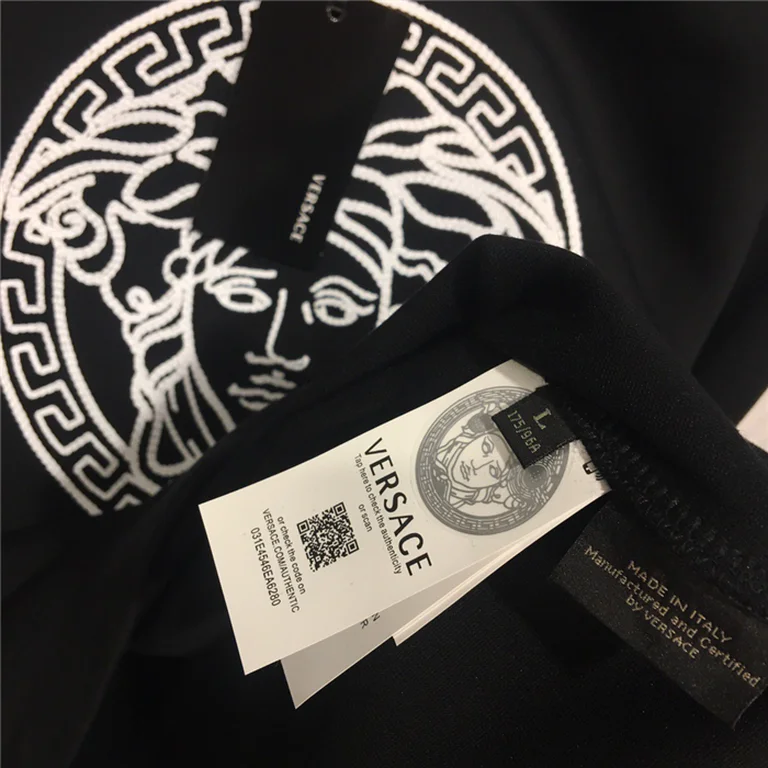 VERSACE
L
175/96A
VERSACE
Tap here to check the authenticity
or scan
or check the code on
VERSACE.COM/AUTHENTIC
031E4546EA6280
N
R
MADE IN ITALY
Manufactured and Certified
by VERSACE